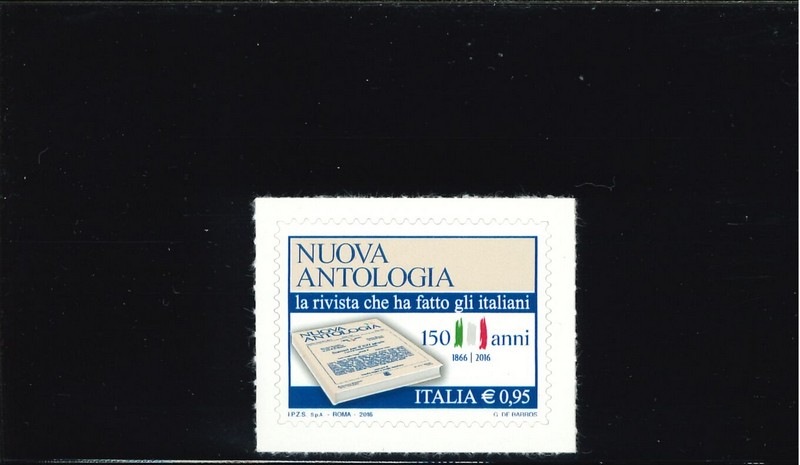 NUOVA
ANTOLOGIA
la rivista che ha fatto gli italiani
NUOVA
ANTOLOGIA
150 anni
1866 | 2016
ITALIA € 0,95
I.P.Z.S. S.p.A. - ROMA - 2016
G. DE BARROS